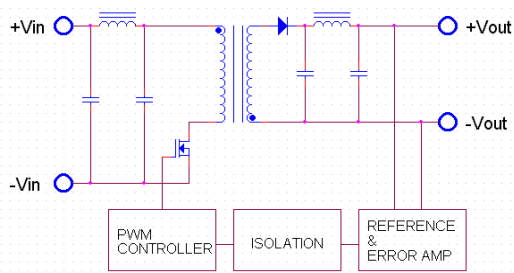 +Vin
+Vout
-Vout
-Vin
PWM
CONTROLLER
ISOLATION
REFERENCE
&
ERROR AMP